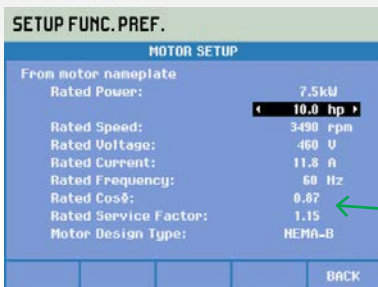 SETUP FUNC. PREF.
MOTOR SETUP
From motor nameplate
Rated Power: 7.5kW
10.0 hp
Rated Speed: 3490 rpm
Rated Voltage: 460 V
Rated Current: 11.8 A
Rated Frequency: 60 Hz
Rated CosΦ: 0.87
Rated Service Factor: 1.15
Motor Design Type: NEMA-B
BACK